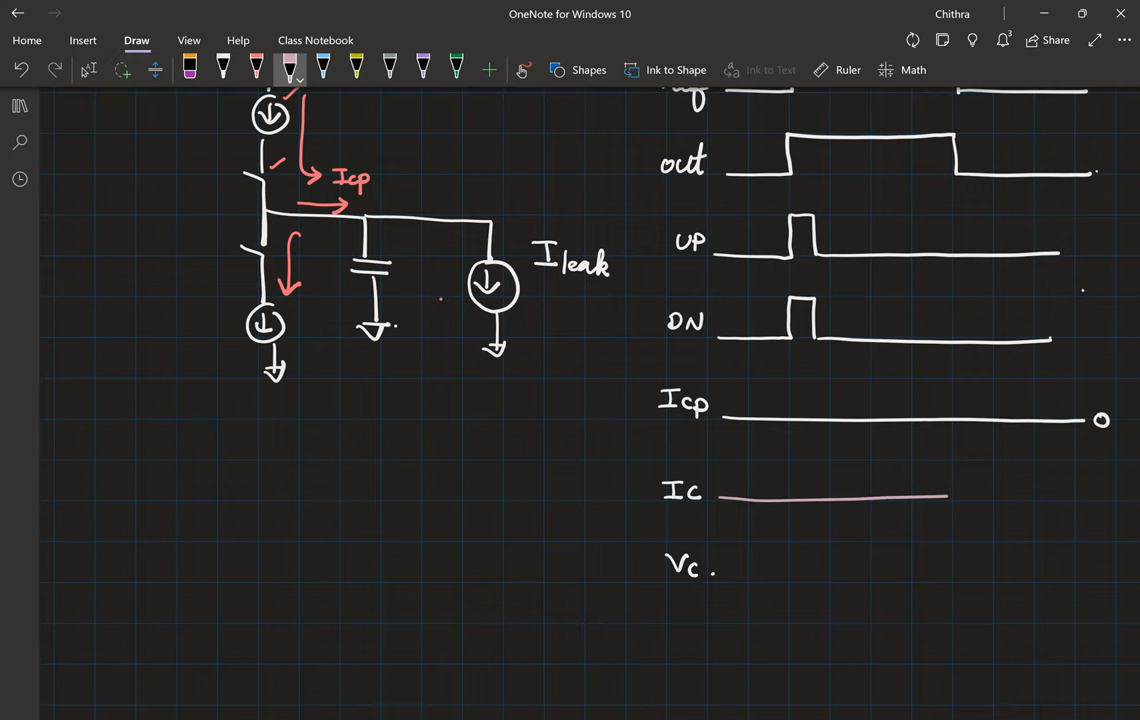 OneNote for Windows 10
Chithra
Home
Insert
Draw
View
Help
Class Notebook
3
Share
Shapes
Ink to Shape
Ink to Text
Ruler
Math
out
Icp
UP
Ileak
DN
Icp
0
Ic
Vc